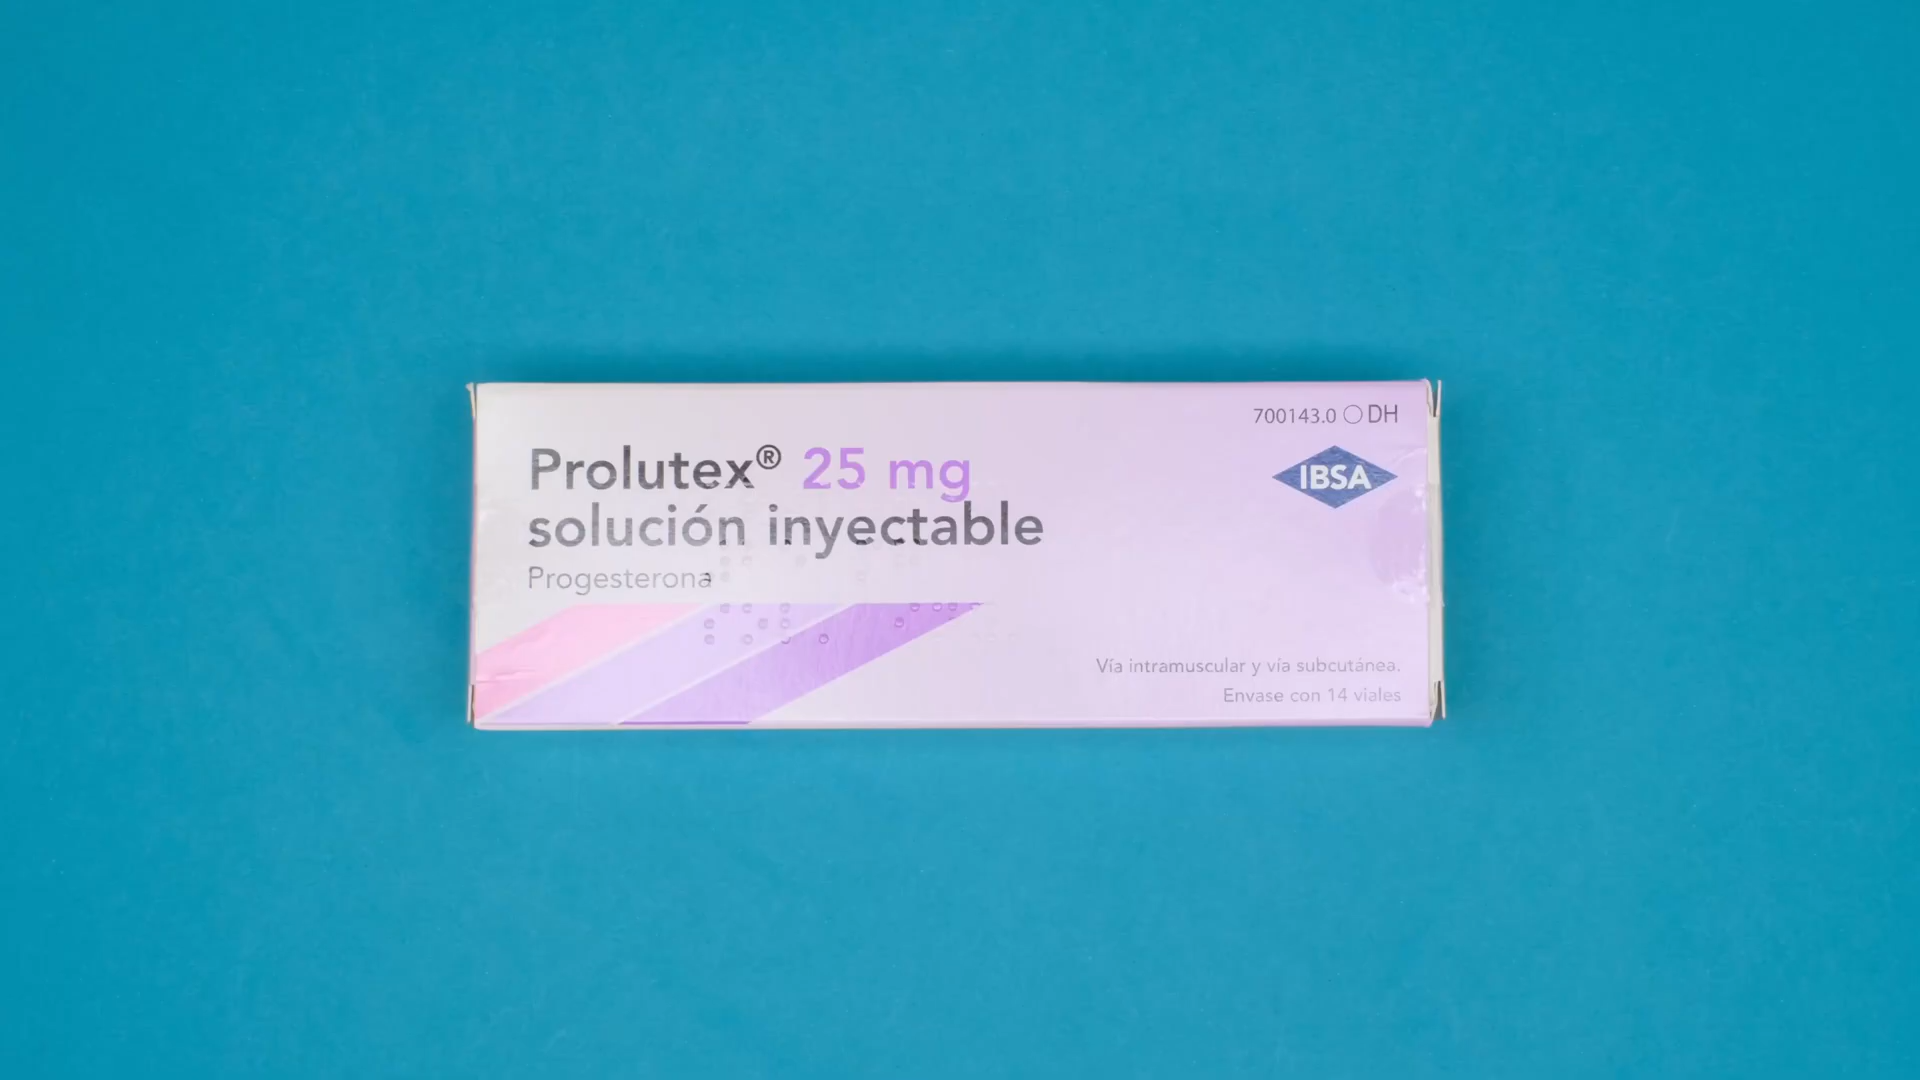 700143.0 DH
IBSA
Prolutex® 25 mg
solución inyectable
Progesterona
Vía intramuscular y vía subcutánea.
Envase con 14 viales